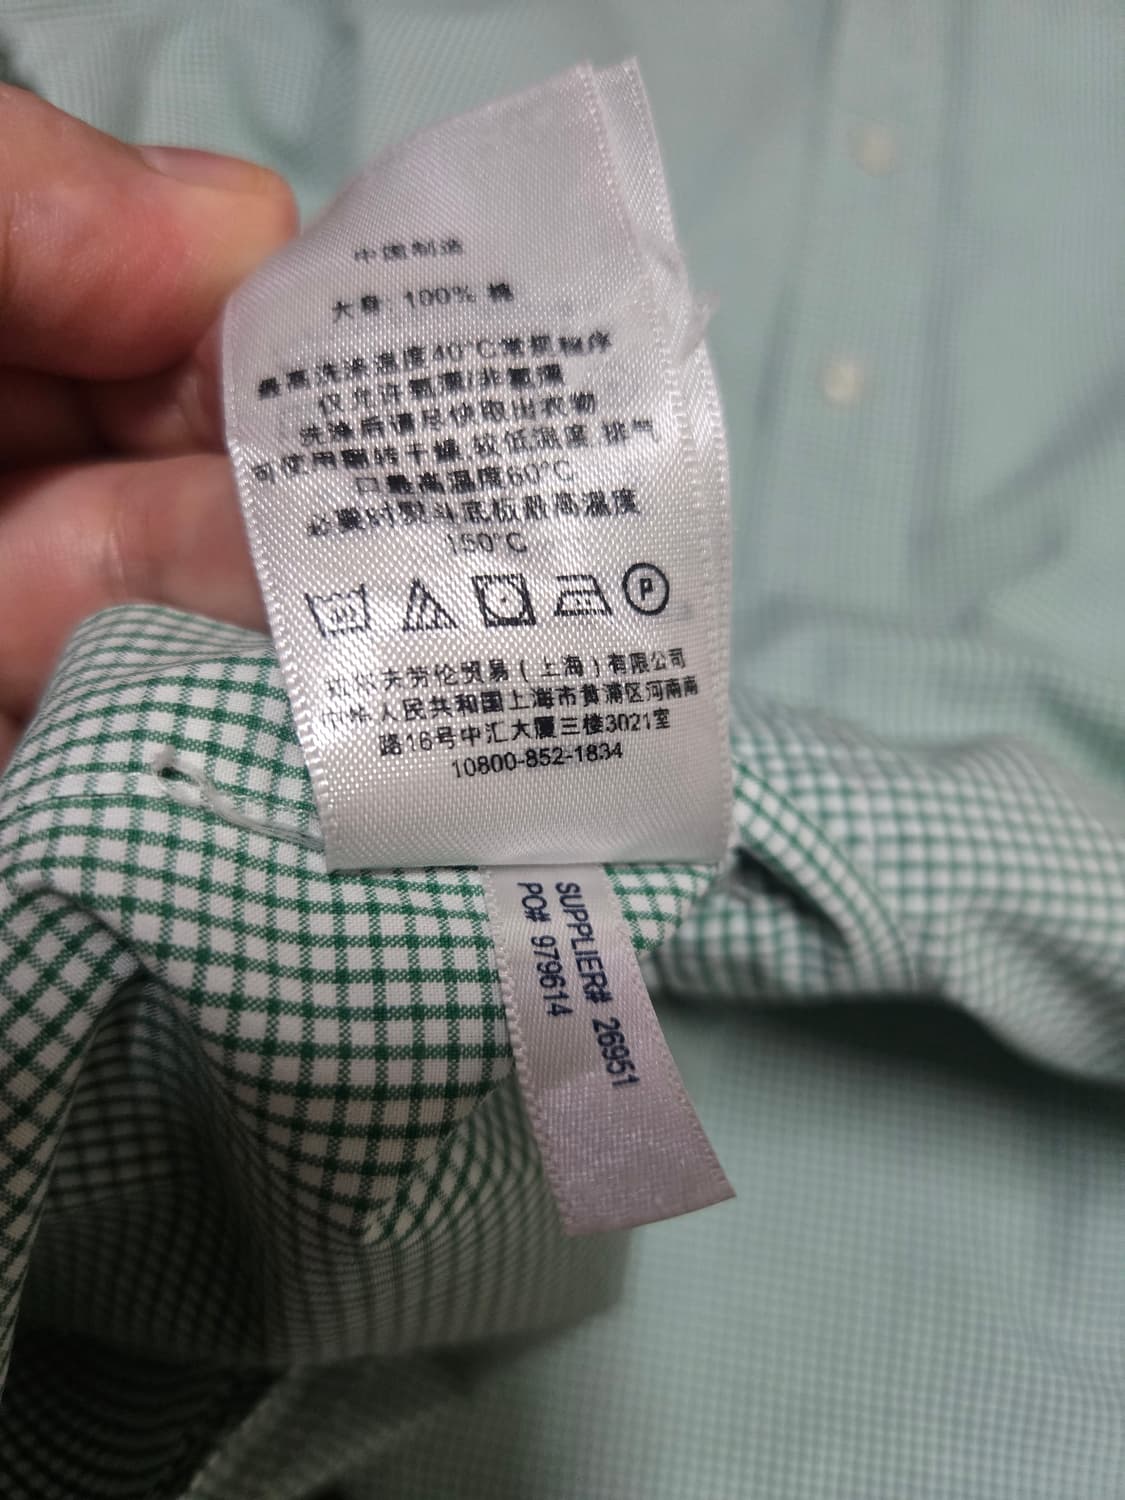 中国制造
大身: 100% 棉
最高洗涤温度40°C常规程序
仅允许氧漂/非氯漂
洗涤后请尽快取出衣物
可使用翻转干燥,较低温度,排气
口最高温度60°C
必要时熨斗底板最高温度
150°C
P
夫劳伦贸易(上海)有限公司
中华人民共和国上海市黄浦区河南南
路16号中汇大厦三楼3021室
10800-852-1834
SUPPLIER# 26951
PO# 979614